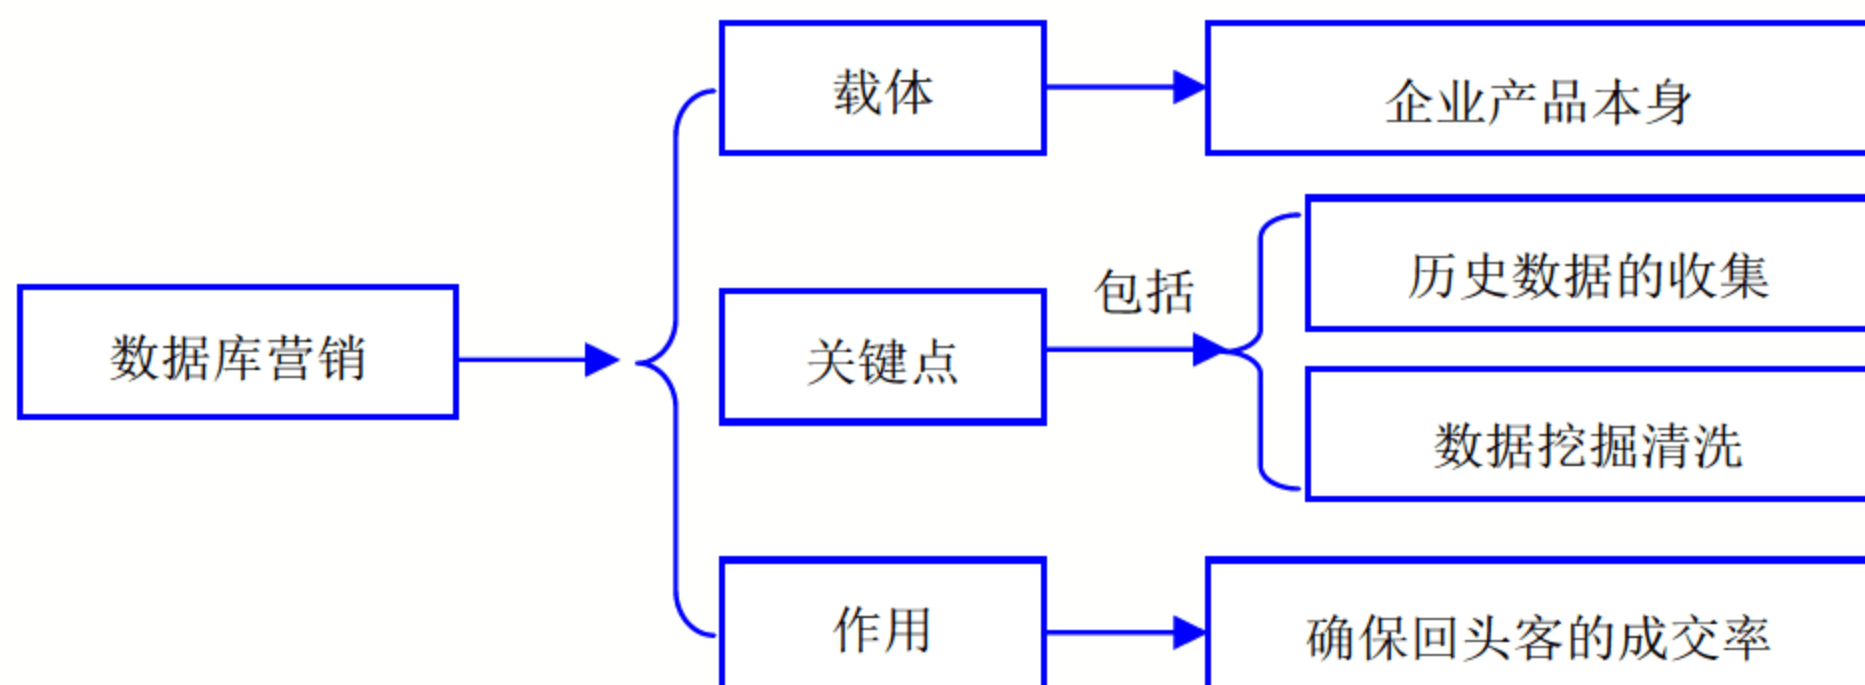 载体
企业产品本身
历史数据的收集
包括
数据库营销
关键点
数据挖掘清洗
作用
确保回头客的成交率